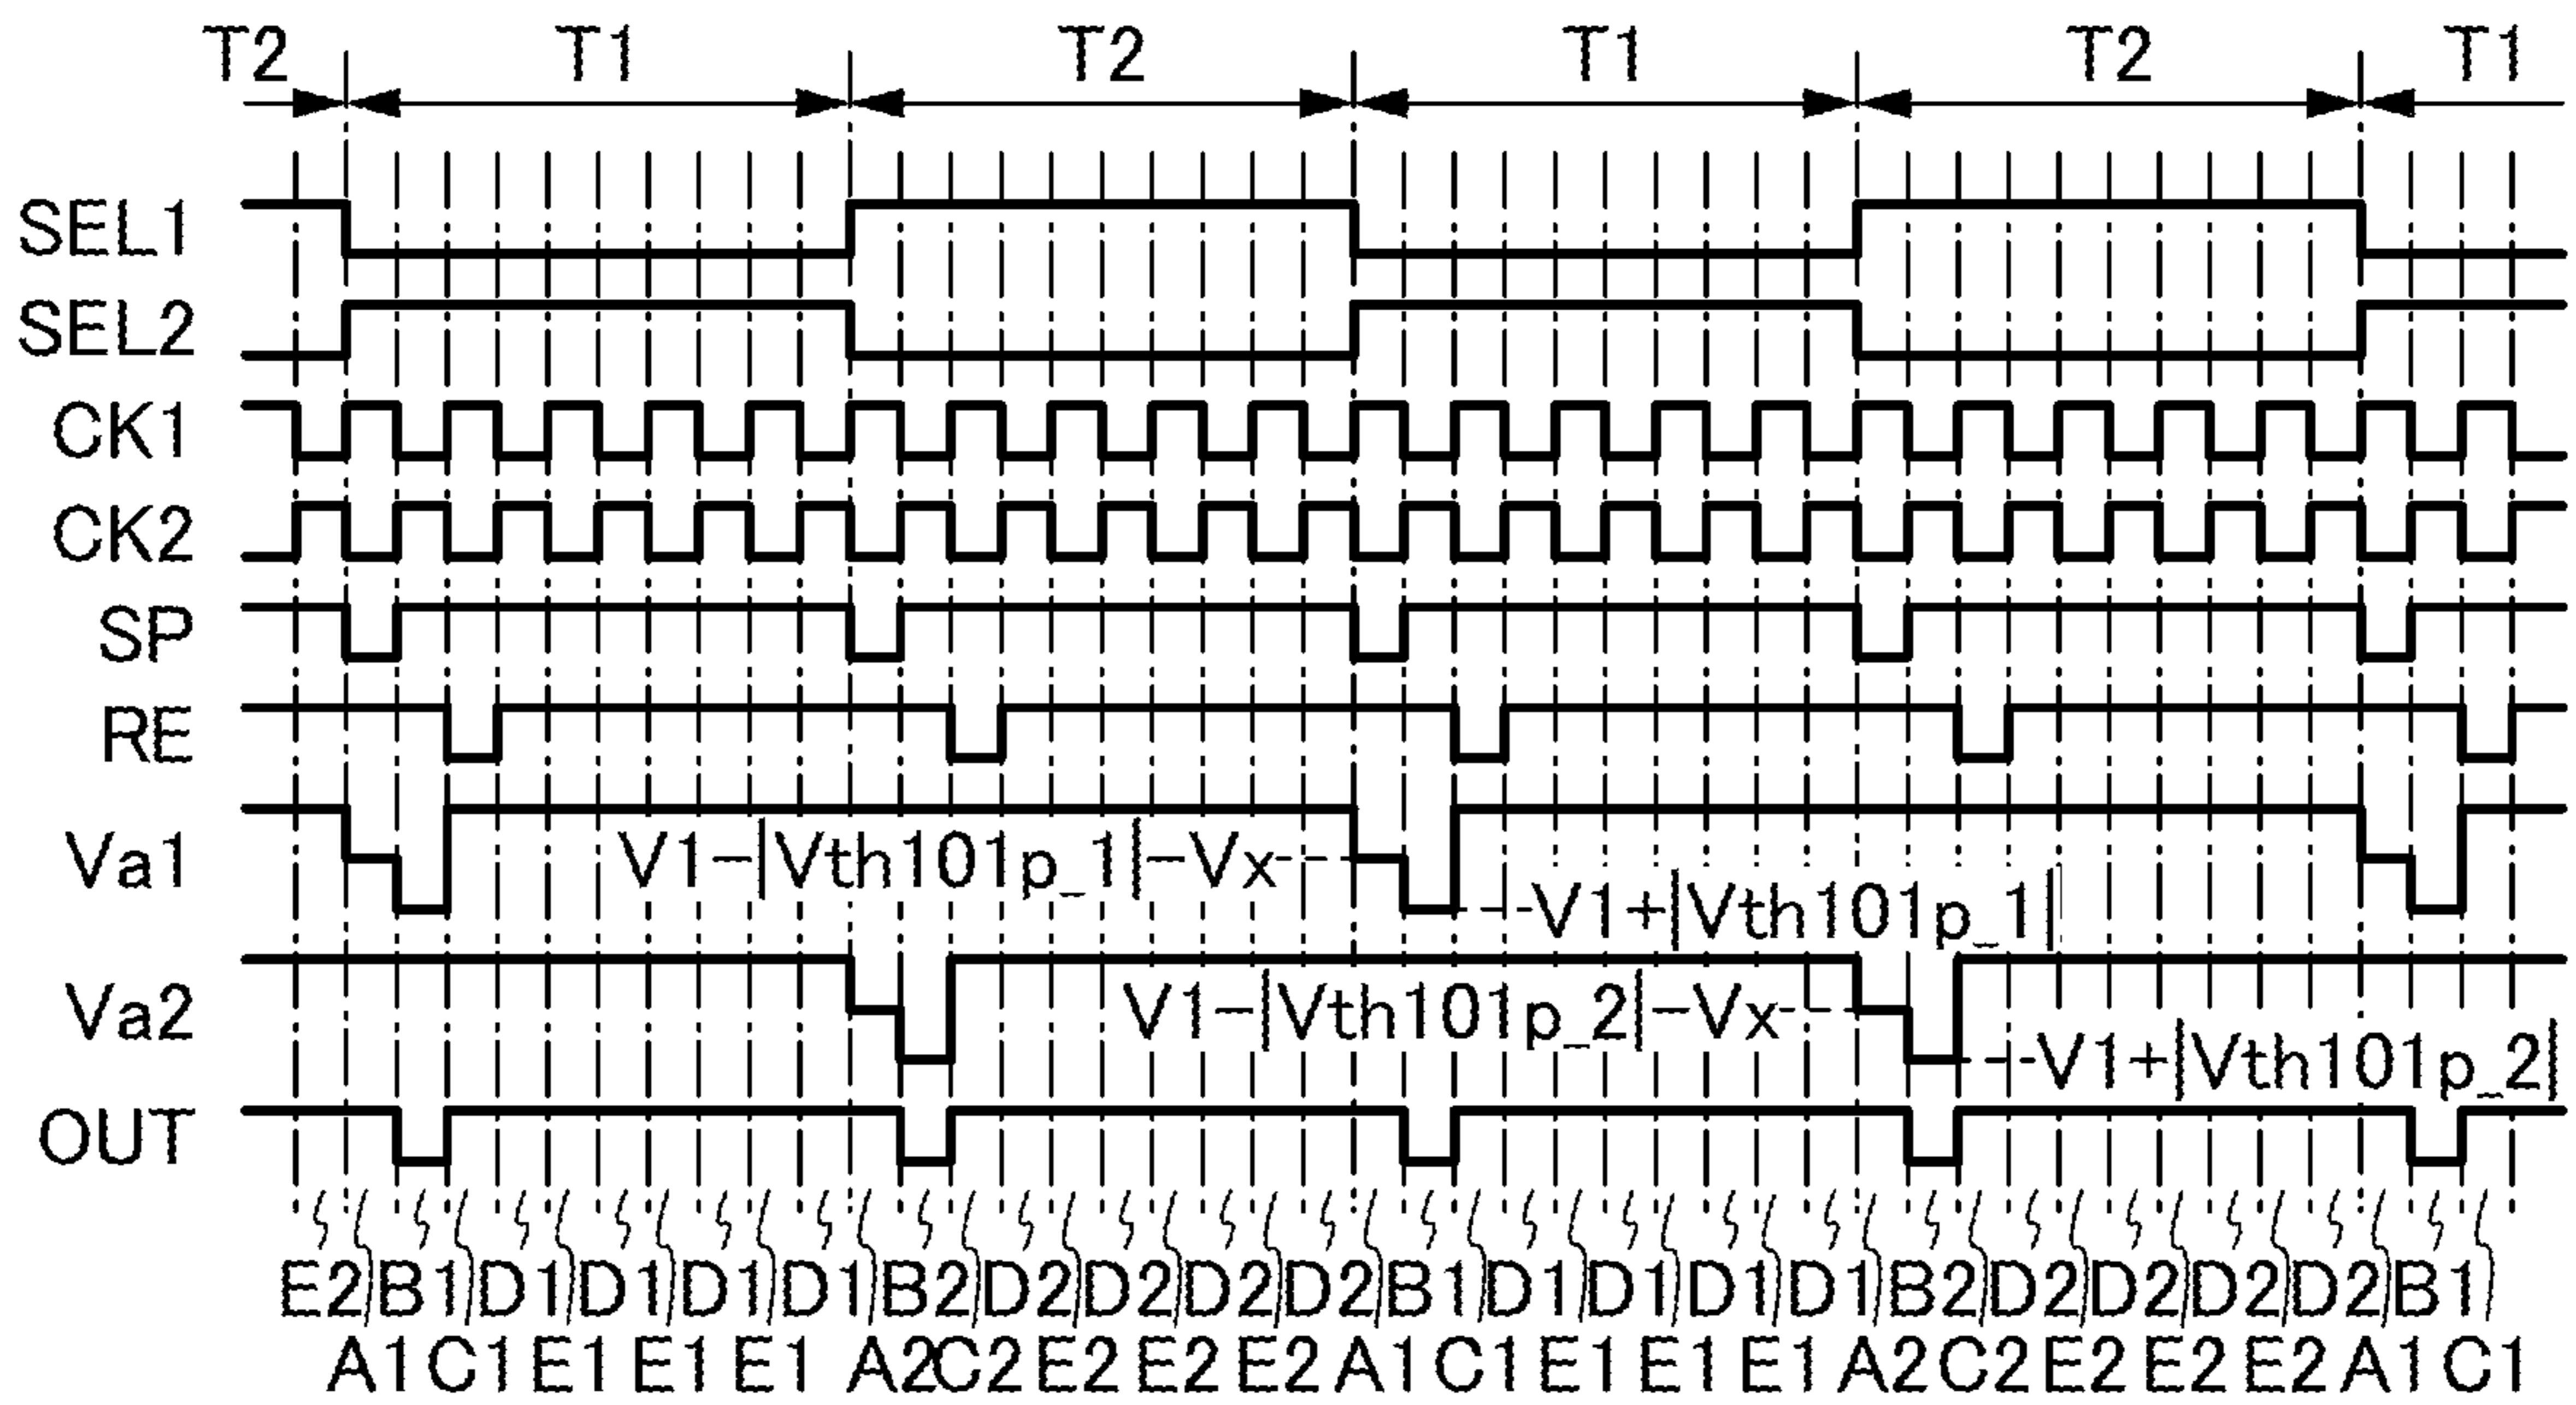 T2 T1 T2 T1 T2 T1
SEL1
SEL2
CK1
CK2
SP
RE
Va1 V1-|Vth101p_1|-Vx
V1+|Vth101p_1|
Va2 V1-|Vth101p_2|-Vx
V1+|Vth101p_2|
OUT
E2 B1 D1 D1 D1 D1 B2 D2 D2 D2 D2 B1 D1 D1 D1 D1 B2 D2 D2 D2 D2 B1
A1 C1 E1 E1 E1 A2 C2 E2 E2 E2 A1 C1 E1 E1 E1 A2 C2 E2 E2 E2 A1 C1